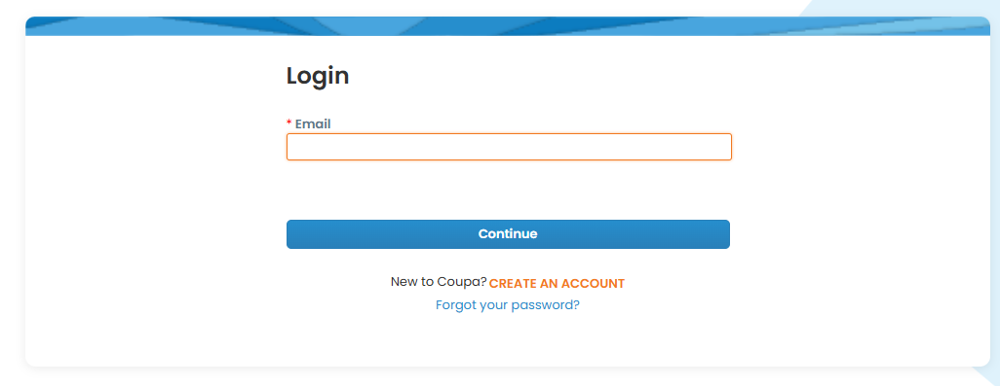 Login
* Email
Continue
New to Coupa? CREATE AN ACCOUNT
Forgot your password?